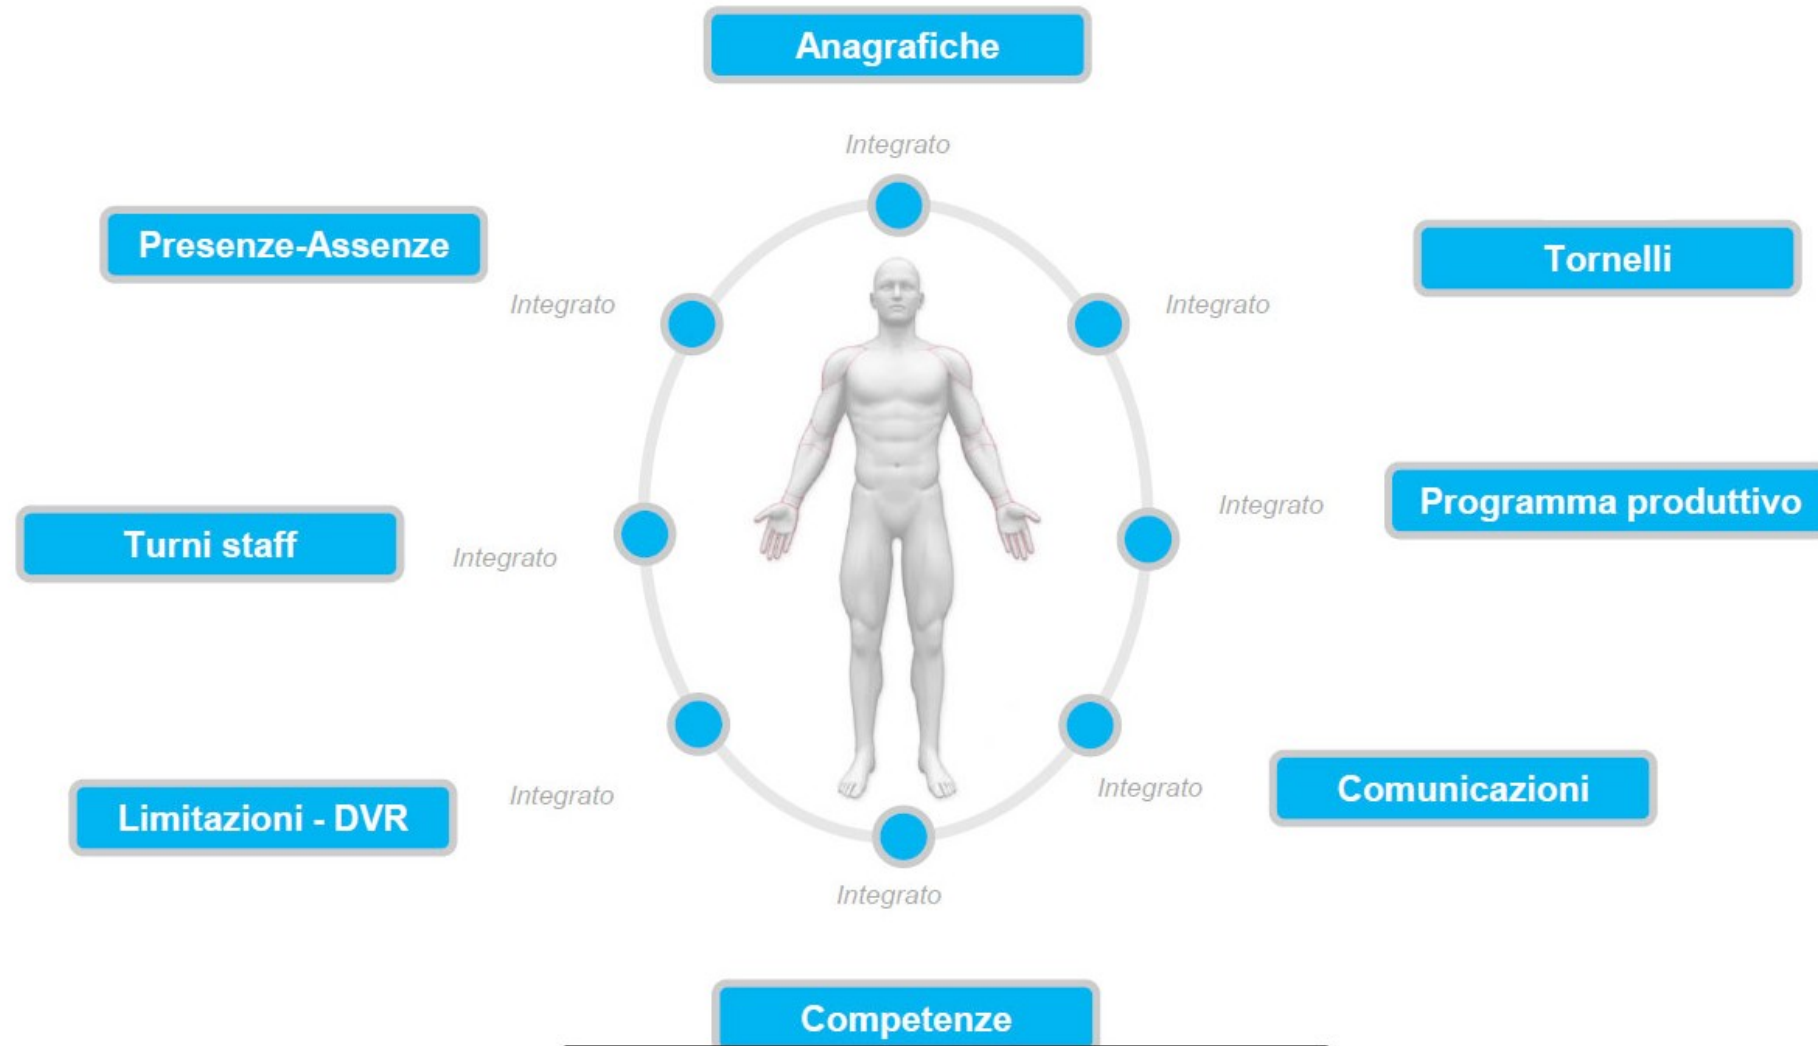 Anagrafiche
Integrato
Presenze-Assenze
Tornelli
Integrato
Integrato
Programma produttivo
Integrato
Turni staff
Integrato
Comunicazioni
Limitazioni - DVR
Integrato
Integrato
Integrato
Competenze